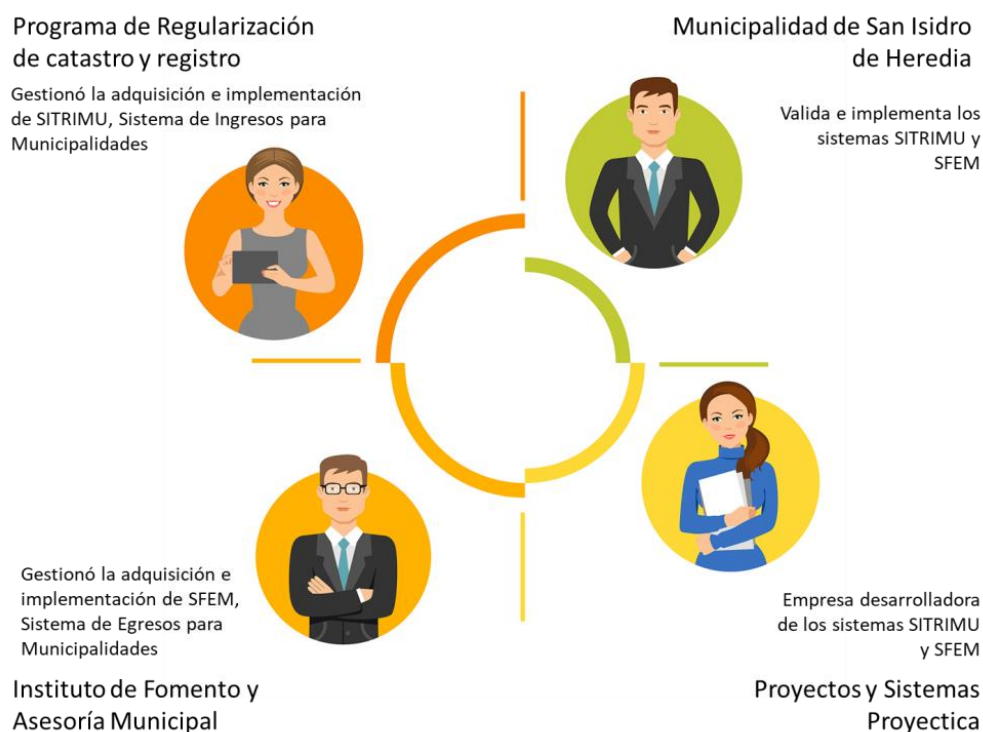 Programa de Regularización
de catastro y registro
Gestionó la adquisición e implementación
de SITRIMU, Sistema de Ingresos para
Municipalidades
Municipalidad de San Isidro
de Heredia
Valida e implementa los
sistemas SITRIMU y
SFEM
Gestionó la adquisición e
implementación de SFEM,
Sistema de Egresos para
Municipalidades
Instituto de Fomento y
Asesoría Municipal
Empresa desarrolladora
de los sistemas SITRIMU
y SFEM
Proyectos y Sistemas
Proyectica